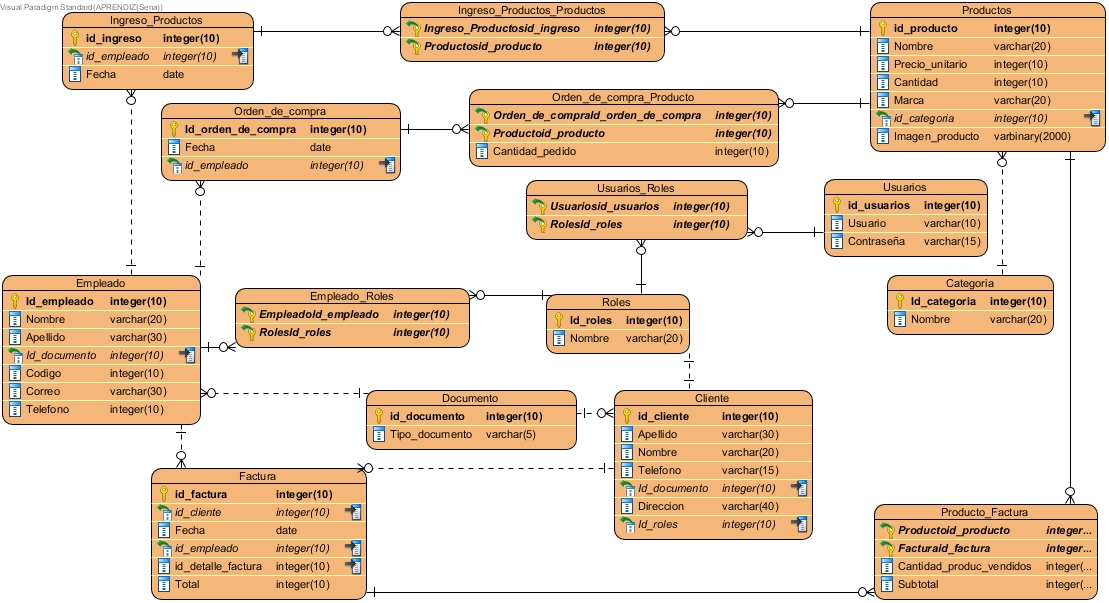 Visual Paradigm Standard(APRENDIZ(Sena))
Ingreso_Productos
id_ingreso integer(10)
id_empleado integer(10)
Fecha date
Ingreso_Productos_Productos
Ingreso_Productosid_ingreso integer(10)
Productosid_producto integer(10)
Productos
id_producto integer(10)
Nombre varchar(20)
Precio_unitario integer(10)
Cantidad integer(10)
Marca varchar(20)
id_categoria integer(10)
Imagen_producto varbinary(2000)
Orden_de_compra
Id_orden_de_compra integer(10)
Fecha date
id_empleado integer(10)
Orden_de_compra_Producto
Orden_de_compraId_orden_de_compra integer(10)
Productoid_producto integer(10)
Cantidad_pedido integer(10)
Usuarios_Roles
Usuariosid_usuarios integer(10)
RolesId_roles integer(10)
Usuarios
id_usuarios integer(10)
Usuario varchar(10)
Contraseña varchar(15)
Empleado
Id_empleado integer(10)
Nombre varchar(20)
Apellido varchar(30)
Id_documento integer(10)
Codigo integer(10)
Correo varchar(30)
Telefono integer(10)
Empleado_Roles
EmpleadoId_empleado integer(10)
RolesId_roles integer(10)
Roles
Id_roles integer(10)
Nombre varchar(20)
Categoria
Id_categoria integer(10)
Nombre varchar(20)
Documento
id_documento integer(10)
Tipo_documento varchar(5)
Cliente
id_cliente integer(10)
Apellido varchar(30)
Nombre varchar(20)
Telefono varchar(15)
Id_documento integer(10)
Direccion varchar(40)
Id_roles integer(10)
Factura
id_factura integer(10)
id_cliente integer(10)
Fecha date
id_empleado integer(10)
id_detalle_factura integer(10)
Total integer(10)
Producto_Factura
Productoid_producto integer...
Facturaid_factura integer...
Cantidad_produc_vendidos integer(...
Subtotal integer(...